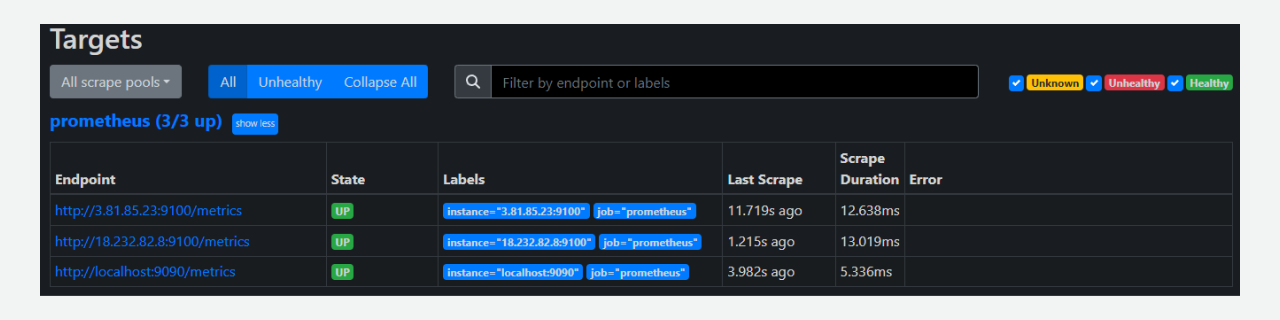 Targets
All scrape pools All Unhealthy Collapse All Filter by endpoint or labels Unknown Unhealthy Healthy
prometheus (3/3 up) show less
Endpoint State Labels Last Scrape Scrape Duration Error
http://3.81.85.23:9100/metrics UP instance="3.81.85.23:9100" job="prometheus" 11.719s ago 12.638ms
http://18.232.82.8:9100/metrics UP instance="18.232.82.8:9100" job="prometheus" 1.215s ago 13.019ms
http://localhost:9090/metrics UP instance="localhost:9090" job="prometheus" 3.982s ago 5.336ms